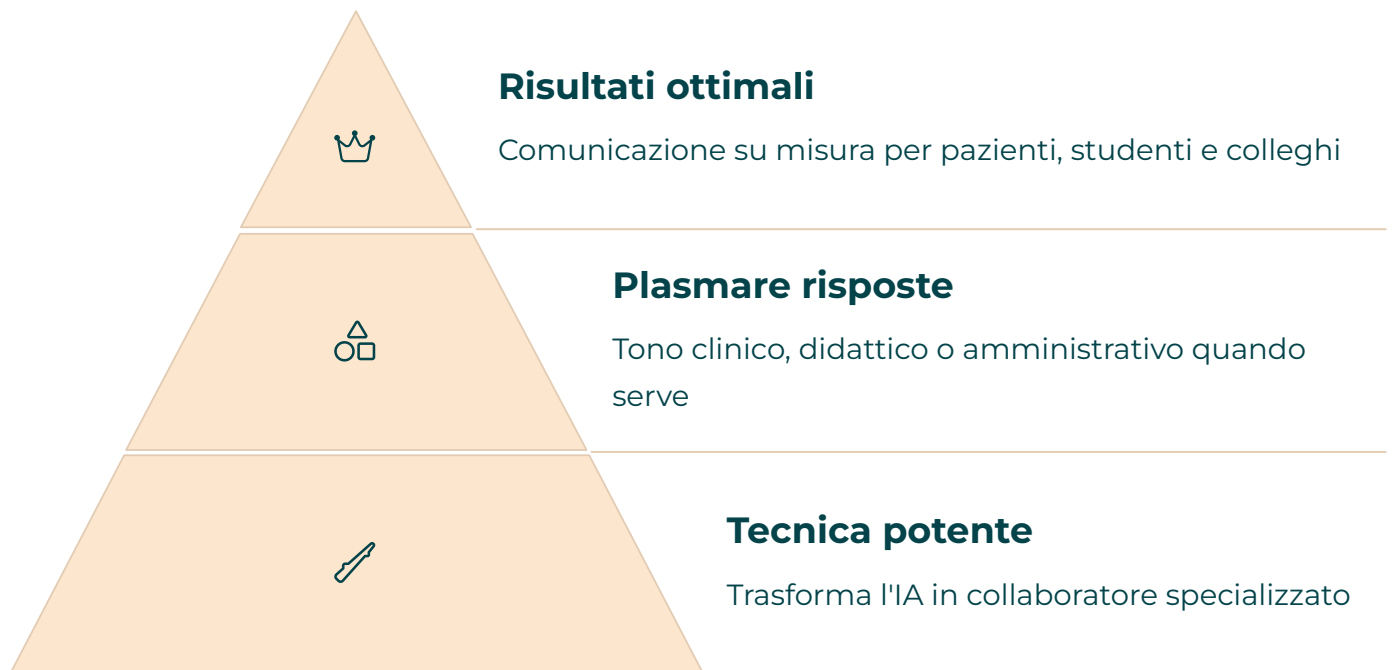 Risultati ottimali
Comunicazione su misura per pazienti, studenti e colleghi
Plasmare risposte
Tono clinico, didattico o amministrativo quando
serve
Tecnica potente
Trasforma l'IA in collaboratore specializzato